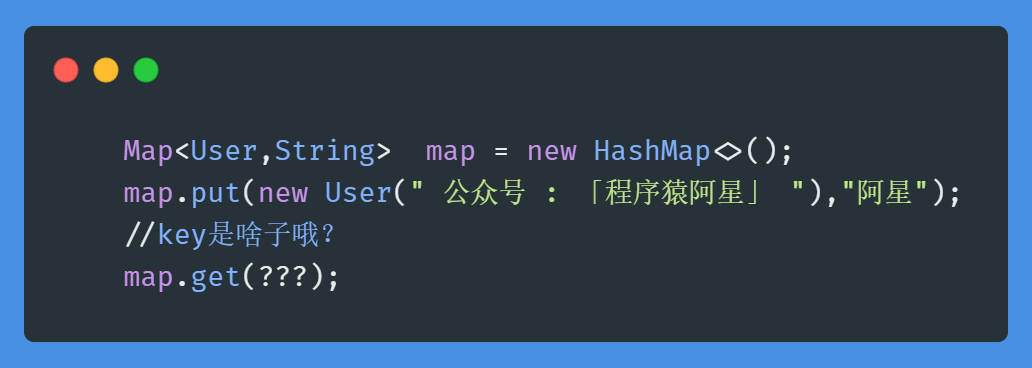 Map<User,String>  map = new HashMap<>();
map.put(new User(" 公众号 : 「程序猿阿星」 "),"阿星");
//key是啥子哦?
map.get(???);